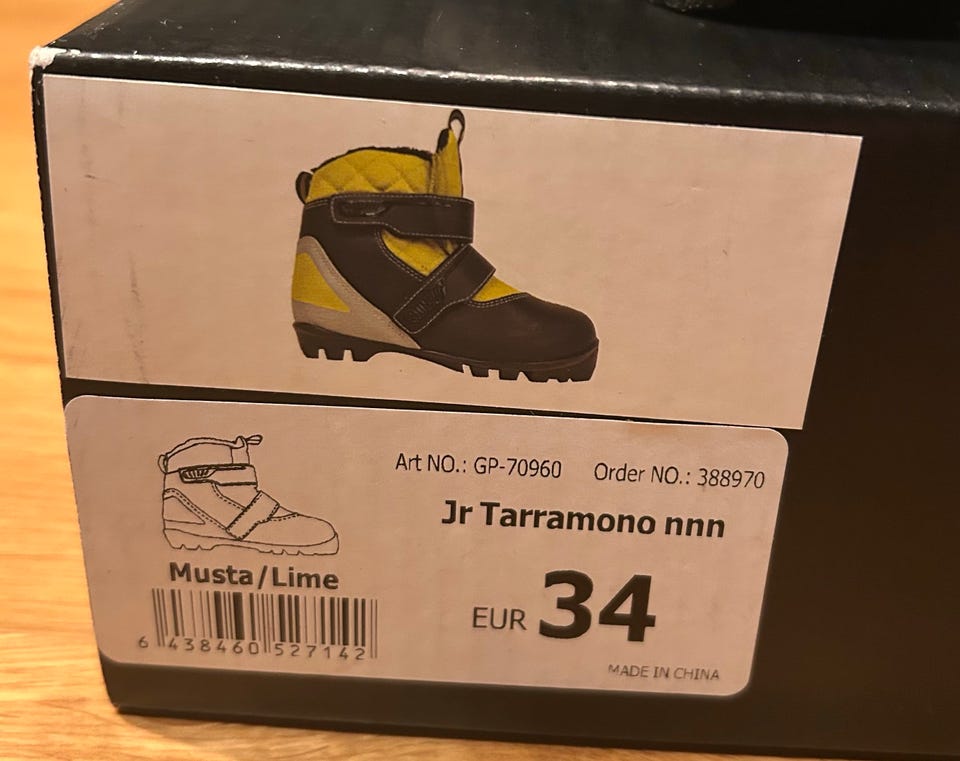 Art NO.: GP-70960 Order NO.: 388970
Jr Tarramono nnn
Musta/Lime
EUR 34
6 438460 527142
MADE IN CHINA